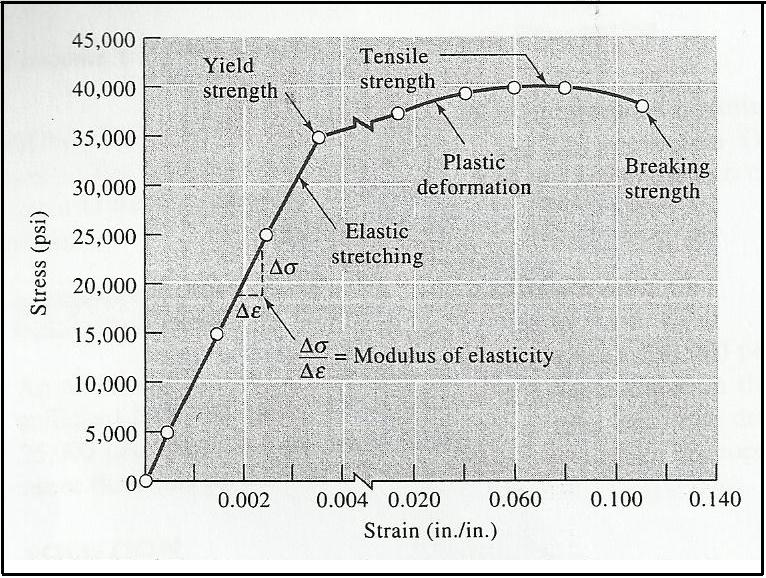 45,000
40,000
35,000
30,000
25,000
20,000
15,000
10,000
5,000
0
Stress (psi)
Yield
strength
Tensile
strength
Plastic
deformation
Breaking
strength
Elastic
stretching
Δσ
Δε
Δσ
Δε
= Modulus of elasticity
0.002
0.004
0.020
0.060
0.100
0.140
Strain (in./in.)